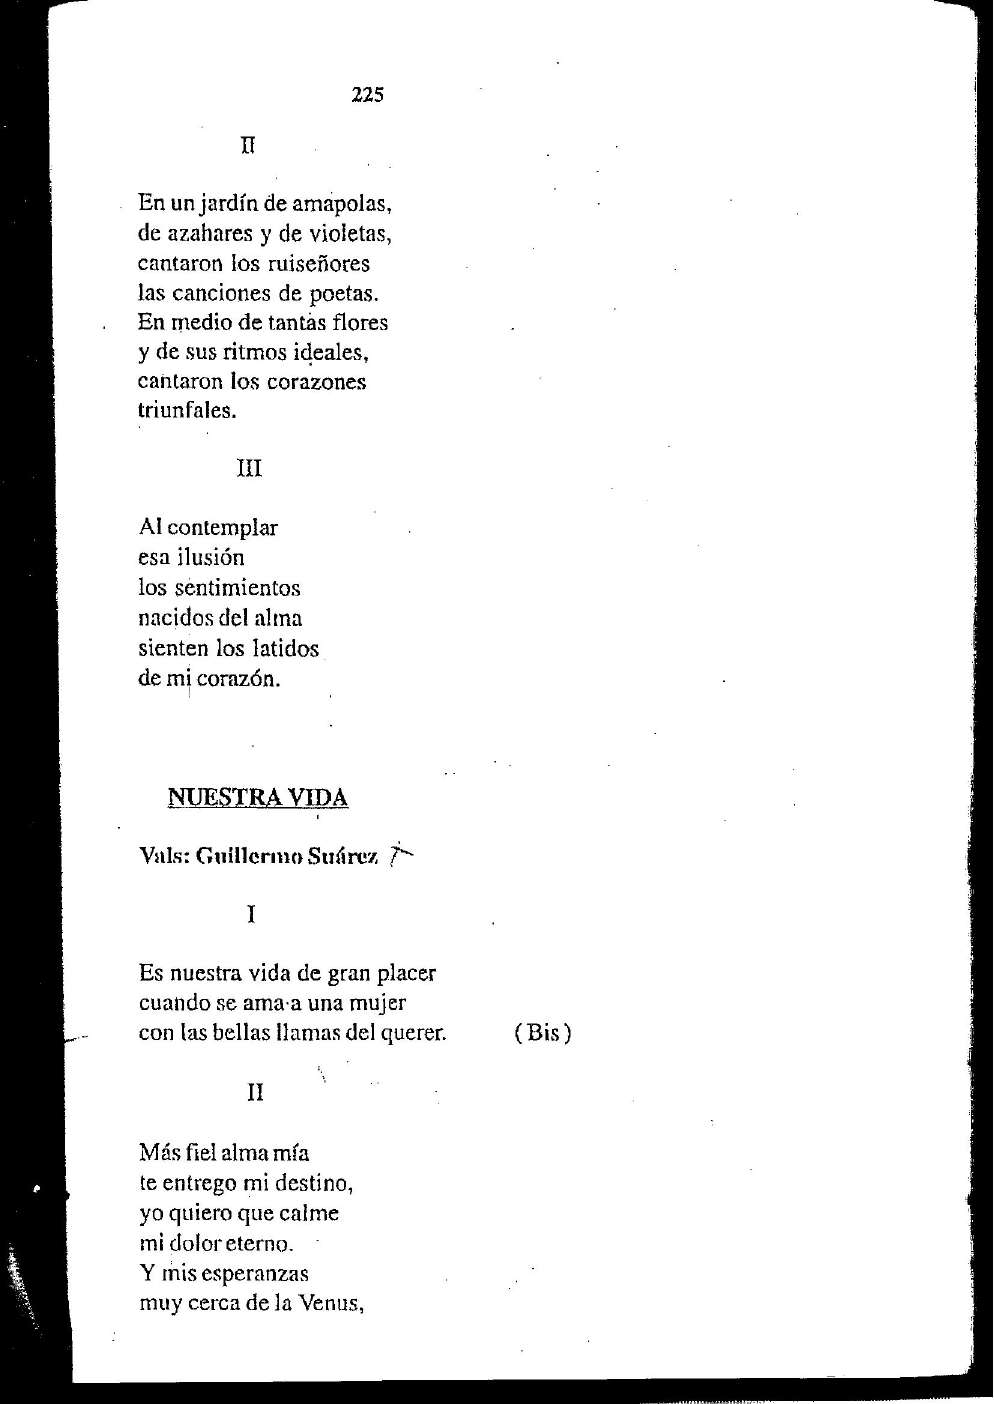 225
II
En un jardín de amapolas,
de azahares y de violetas,
cantaron los ruiseñores
las canciones de poetas.
En medio de tantas flores
y de sus ritmos ideales,
cantaron los corazones
triunfales.
III
Al contemplar
esa ilusión
los sentimientos
nacidos del alma
sienten los latidos
de mi corazón.
NUESTRA VIDA
Vals: Guillermo Suárez
I
Es nuestra vida de gran placer
cuando se ama a una mujer
con las bellas llamas del querer. (Bis)
II
Más fiel alma mía
te entrego mi destino,
yo quiero que calme
mi dolor eterno.
Y mis esperanzas
muy cerca de la Venus,